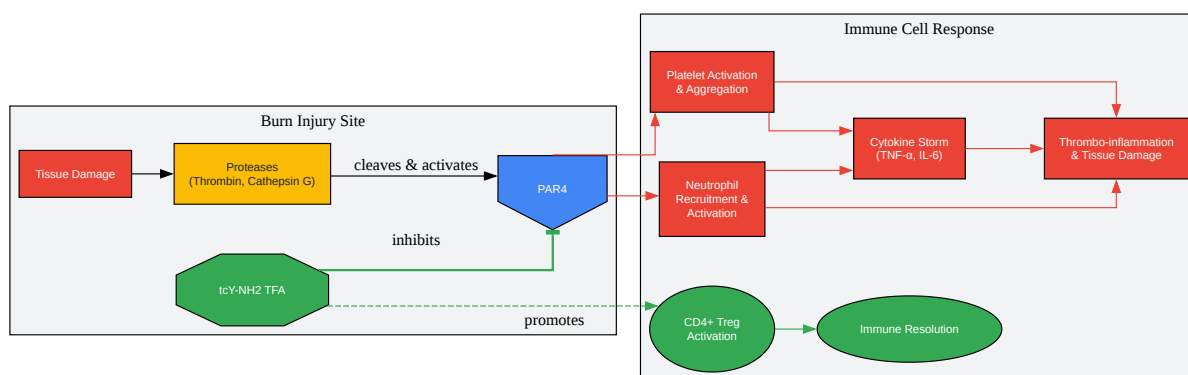 Burn Injury Site
Tissue Damage
Proteases
(Thrombin, Cathepsin G)
cleaves & activates
PAR4
inhibits
tcY-NH2 TFA
promotes
Immune Cell Response
Platelet Activation
& Aggregation
Neutrophil
Recruitment &
Activation
Cytokine Storm
(TNF-α, IL-6)
Thrombo-inflammation
& Tissue Damage
CD4+ Treg
Activation
Immune Resolution